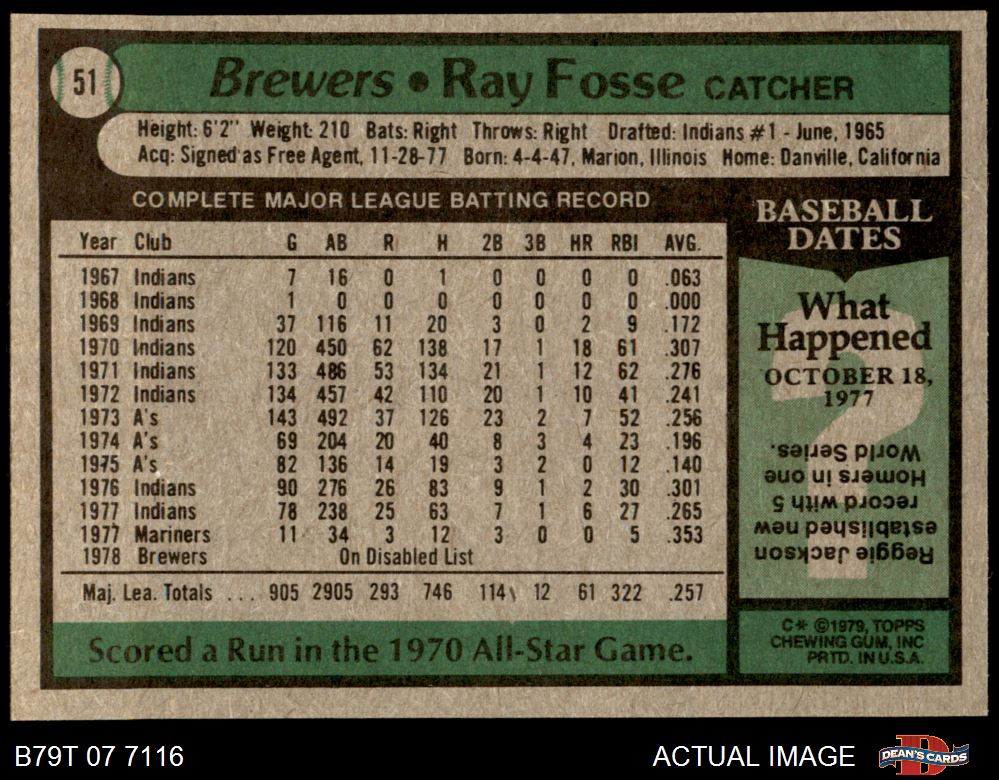 51
Brewers • Ray Fosse CATCHER
Height: 6'2" Weight: 210 Bats: Right Throws: Right Drafted: Indians #1 - June, 1965
Acq: Signed as Free Agent, 11-28-77 Born: 4-4-47, Marion, Illinois Home: Danville, California
COMPLETE MAJOR LEAGUE BATTING RECORD
Year Club G AB R H 2B 3B HR RBI AVG.
1967 Indians 7 16 0 1 0 0 0 0 .063
1968 Indians 1 0 0 0 0 0 0 0 .000
1969 Indians 37 116 11 20 3 0 2 9 .172
1970 Indians 120 450 62 138 17 1 18 61 .307
1971 Indians 133 486 53 134 21 1 12 62 .276
1972 Indians 134 457 42 110 20 1 10 41 .241
1973 A's 143 492 37 126 23 2 7 52 .256
1974 A's 69 204 20 40 8 3 4 23 .196
1975 A's 82 136 14 19 3 2 0 12 .140
1976 Indians 90 276 26 83 9 1 2 30 .301
1977 Indians 78 238 25 63 7 1 6 27 .265
1977 Mariners 11 34 3 12 3 0 0 5 .353
1978 Brewers On Disabled List
Maj. Lea. Totals ... 905 2905 293 746 114 12 61 322 .257
Scored a Run in the 1970 All-Star Game.
BASEBALL
DATES
What
Happened
OCTOBER 18,
1977
Reggie Jackson
established new
record with 5
Homers in one
World Series.
C* ©1979, TOPPS
CHEWING GUM, INC
PRTD. IN U.S.A.
B79T 07 7116
ACTUAL IMAGE
DEAN'S CARDS